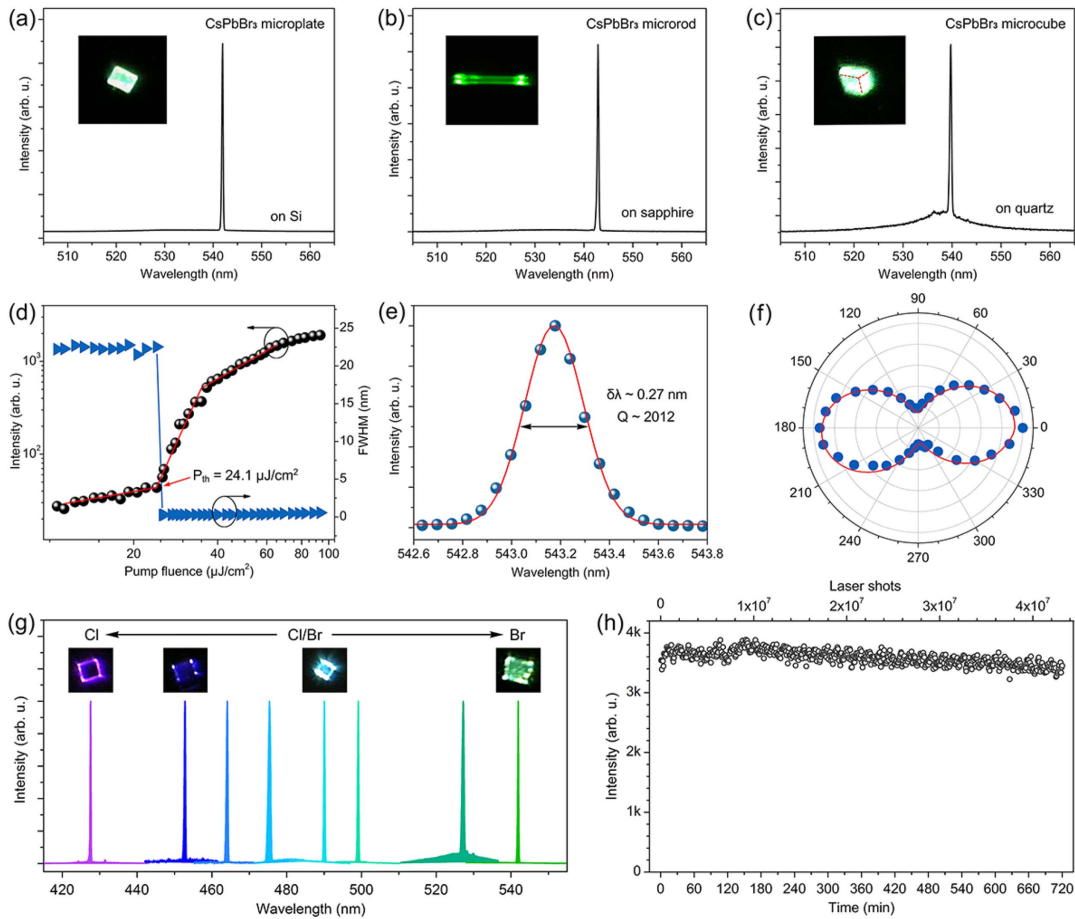 (a)
CsPbBr₃ microplate
Intensity (arb. u.)
on Si
510 520 530 540 550 560
Wavelength (nm)
(b)
CsPbBr₃ microrod
Intensity (arb. u.)
on sapphire
510 520 530 540 550 560
Wavelength (nm)
(c)
CsPbBr₃ microcube
Intensity (arb. u.)
on quartz
510 520 530 540 550 560
Wavelength (nm)
(d)
Intensity (arb. u.)
10³
10²
25
20
15
10
5
0
FWHM (nm)
Pth = 24.1 µJ/cm²
20 40 60 80 100
Pump fluence (µJ/cm²)
(e)
Intensity (arb. u.)
δλ ~ 0.27 nm
Q ~ 2012
542.6 542.8 543.0 543.2 543.4 543.6 543.8
Wavelength (nm)
(f)
90
120 60
150 30
180 0
210 330
240 300
270
(g)
Cl Cl/Br Br
Intensity (arb. u.)
420 440 460 480 500 520 540
Wavelength (nm)
Laser shots
0 1x10⁷ 2x10⁷ 3x10⁷ 4x10⁷
(h)
4k
3k
2k
1k
0
Intensity (arb. u.)
0 60 120 180 240 300 360 420 480 540 600 660 720
Time (min)